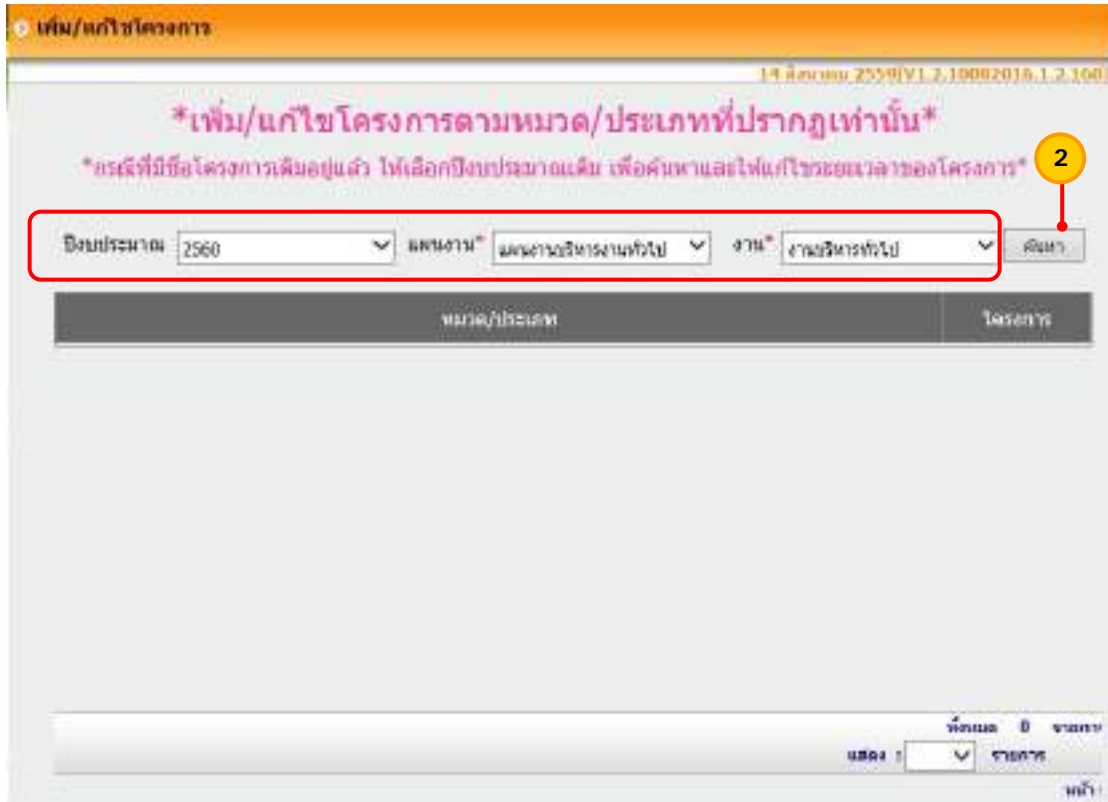 เพิ่ม/แก้ไขโครงการ
14 สิงหาคม 2559[V1.2.10082016.1.2.100]
*เพิ่ม/แก้ไขโครงการตามหมวด/ประเภทที่ปรากฏเท่านั้น*
*กรณีที่มีชื่อโครงการเดิมอยู่แล้ว ให้เลือกปีงบประมาณเดิม เพื่อค้นหาและให้แก้ไขระยะเวลาของโครงการ*
2
ปีงบประมาณ 2560 แผนงาน* แผนงานบริหารงานทั่วไป งาน* งานบริหารทั่วไป ค้นหา
หมวด/ประเภท โครงการ
ทั้งหมด 0 รายการ
แสดง : รายการ
หน้า :